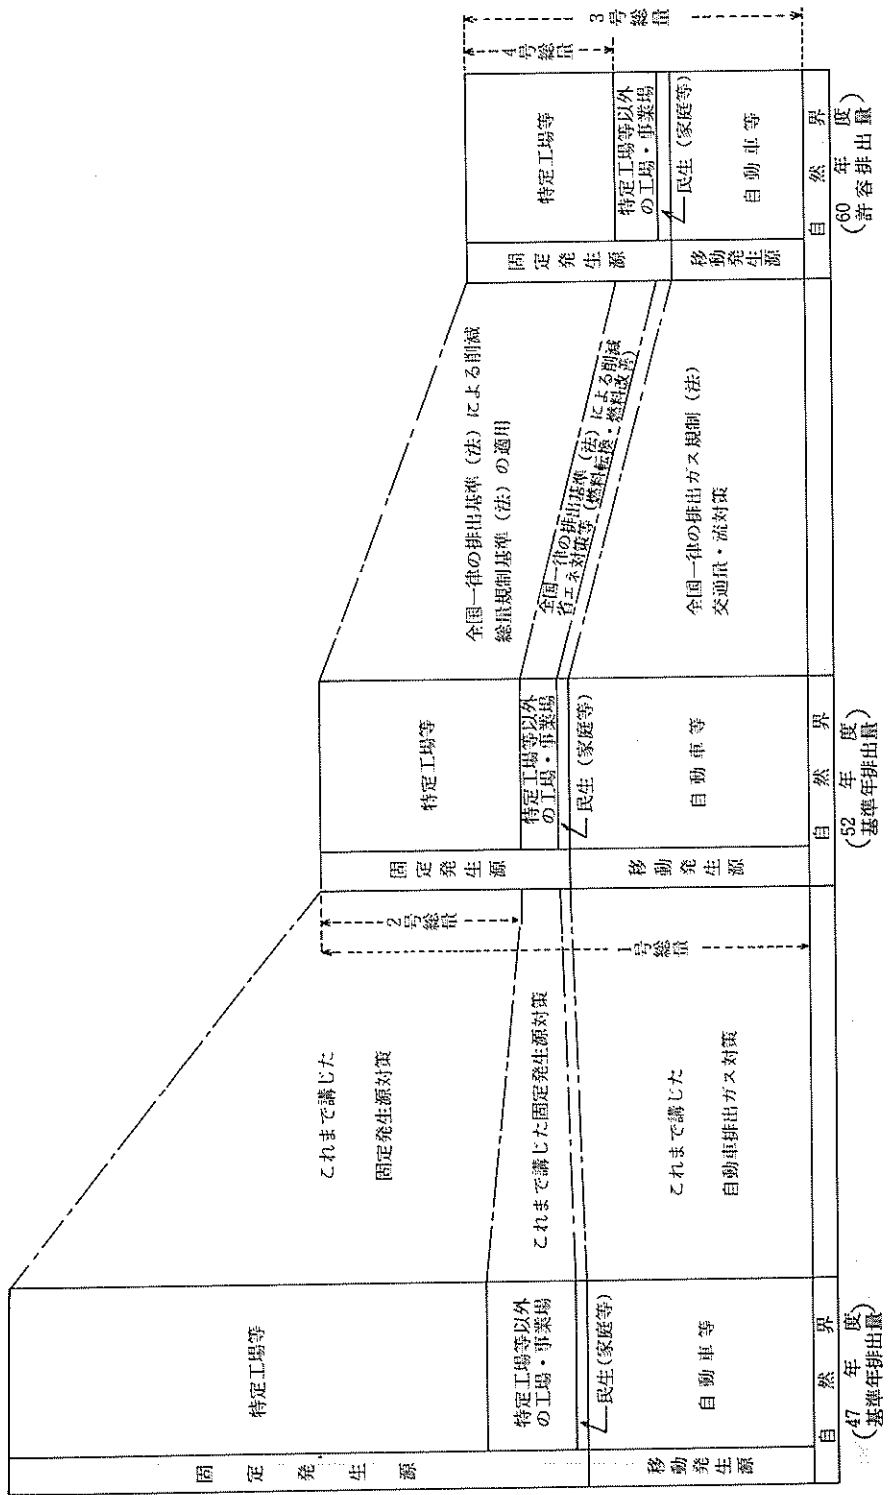 固定発生源
特定工場等
特定工場等以外
の工場・事業場
民生(家庭等)
移動発生源
自動車等
自然界
47年度
(基準年排出量)
これまで講じた
固定発生源対策
これまで講じた固定発生源対策
これまで講じた
自動車排出ガス対策
2号総量
1号総量
固定発生源
特定工場等
特定工場等以外
の工場・事業場
民生(家庭等)
移動発生源
自動車等
自然界
52年度
(基準年排出量)
全国一律の排出基準(法)による削減
総量規制基準(法)の適用
全国一律の排出基準(法)による削減
省エネ対策等(燃料転換・燃料改善)
全国一律の排出ガス規制(法)
交通量・流対策
固定発生源
特定工場等
特定工場等以外
の工場・事業場
民生(家庭等)
移動発生源
自動車等
自然界
60年度
(許容排出量)
4号総量
3号総量